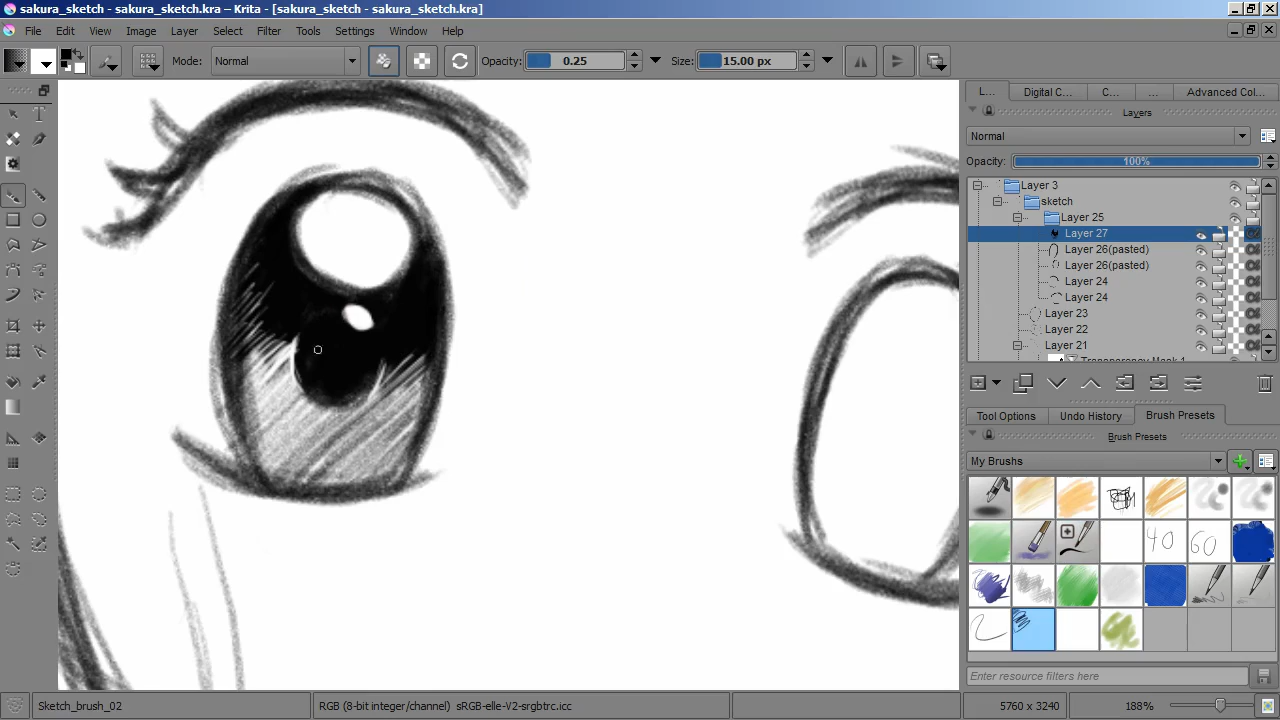 sakura_sketch - sakura_sketch.kra – Krita - [sakura_sketch - sakura_sketch.kra]
File Edit View Image Layer Select Filter Tools Settings Window Help
Mode: Normal Opacity: 0.25 Size: 15.00 px
L... Digital C... C... ... Advanced Col...
Layers
Normal
Opacity: 100%
Layer 3
sketch
Layer 25
Layer 27
Layer 26(pasted)
Layer 26(pasted)
Layer 24
Layer 24
Layer 23
Layer 22
Layer 21
Transparency Mask 1
Tool Options Undo History Brush Presets
Brush Presets
My Brushes
40 60
Enter resource filters here
Sketch_brush_02 RGB (8-bit integer/channel) sRGB-elle-V2-srgbtrc.icc 5760 x 3240 188%